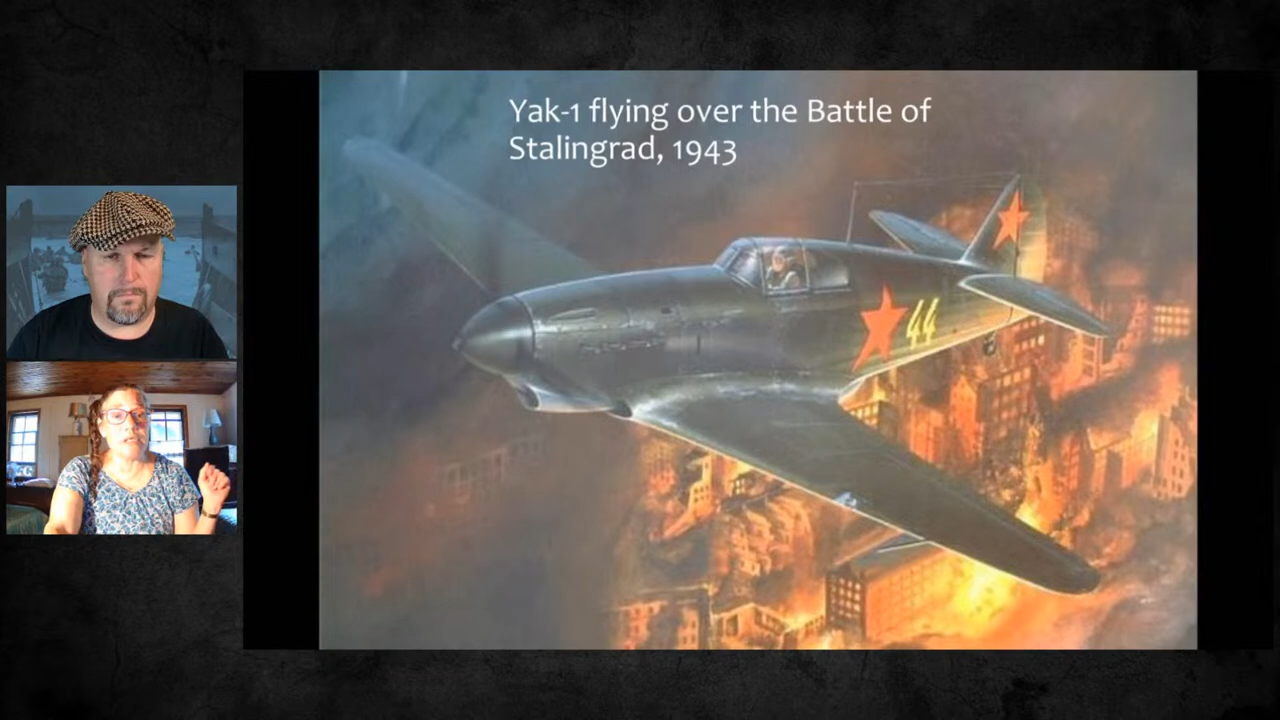 Yak-1 flying over the Battle of
Stalingrad, 1943
44